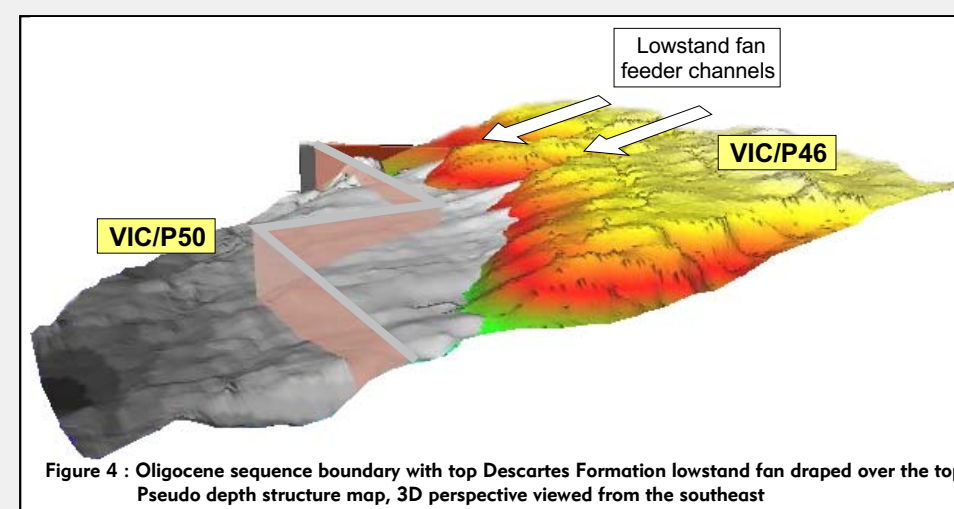 Lowstand fan
feeder channels
VIC/P46
VIC/P50
Figure 4 : Oligocene sequence boundary with top Descartes Formation lowstand fan draped over the top
Pseudo depth structure map, 3D perspective viewed from the southeast